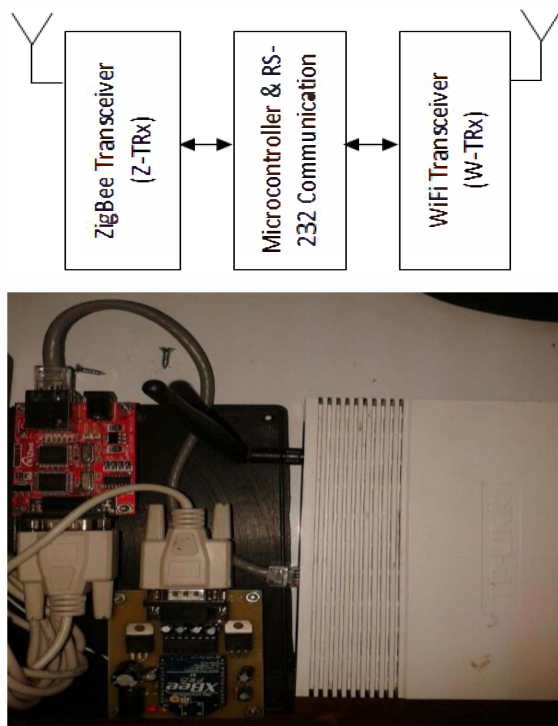 ZigBee Transceiver
(Z-TRx)
Microcontroller & RS-
232 Communication
WiFi Transceiver
(W-TRx)
XBee